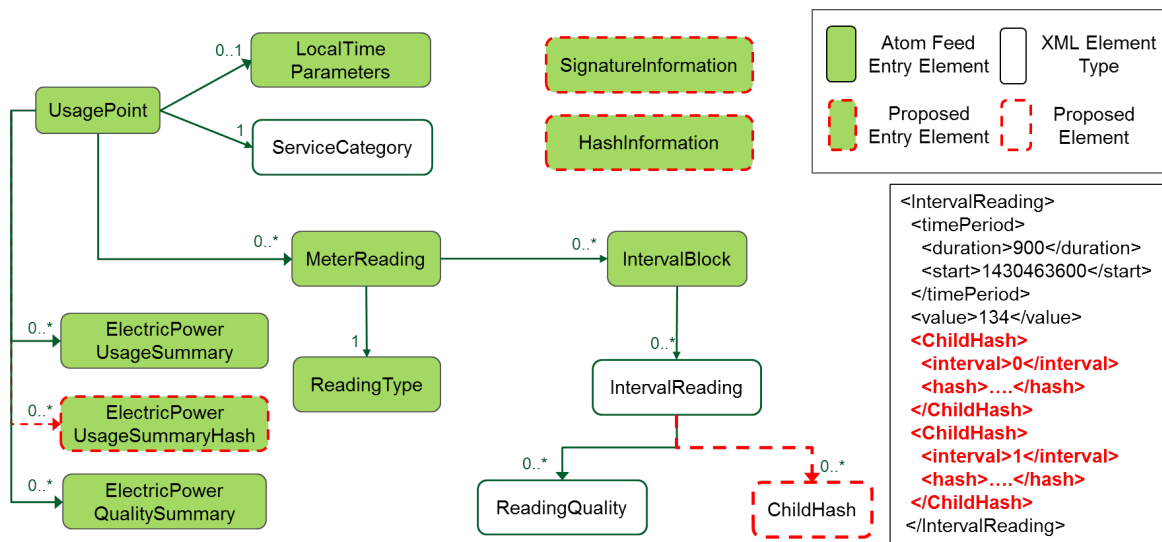 0..1
LocalTime
Parameters
UsagePoint
1
ServiceCategory
SignatureInformation
HashInformation
Atom Feed
Entry Element
XML Element
Type
Proposed
Entry Element
Proposed
Element
0..*
MeterReading
0..*
IntervalBlock
0..*
ElectricPower
UsageSummary
1
ReadingType
0..*
IntervalReading
0..*
ElectricPower
UsageSummaryHash
0..*
ElectricPower
QualitySummary
0..*
ReadingQuality
0..*
ChildHash
<IntervalReading>
<timePeriod>
<duration>900</duration>
<start>1430463600</start>
</timePeriod>
<value>134</value>
<ChildHash>
<interval>0</interval>
<hash>....</hash>
</ChildHash>
<ChildHash>
<interval>1</interval>
<hash>....</hash>
</ChildHash>
</IntervalReading>